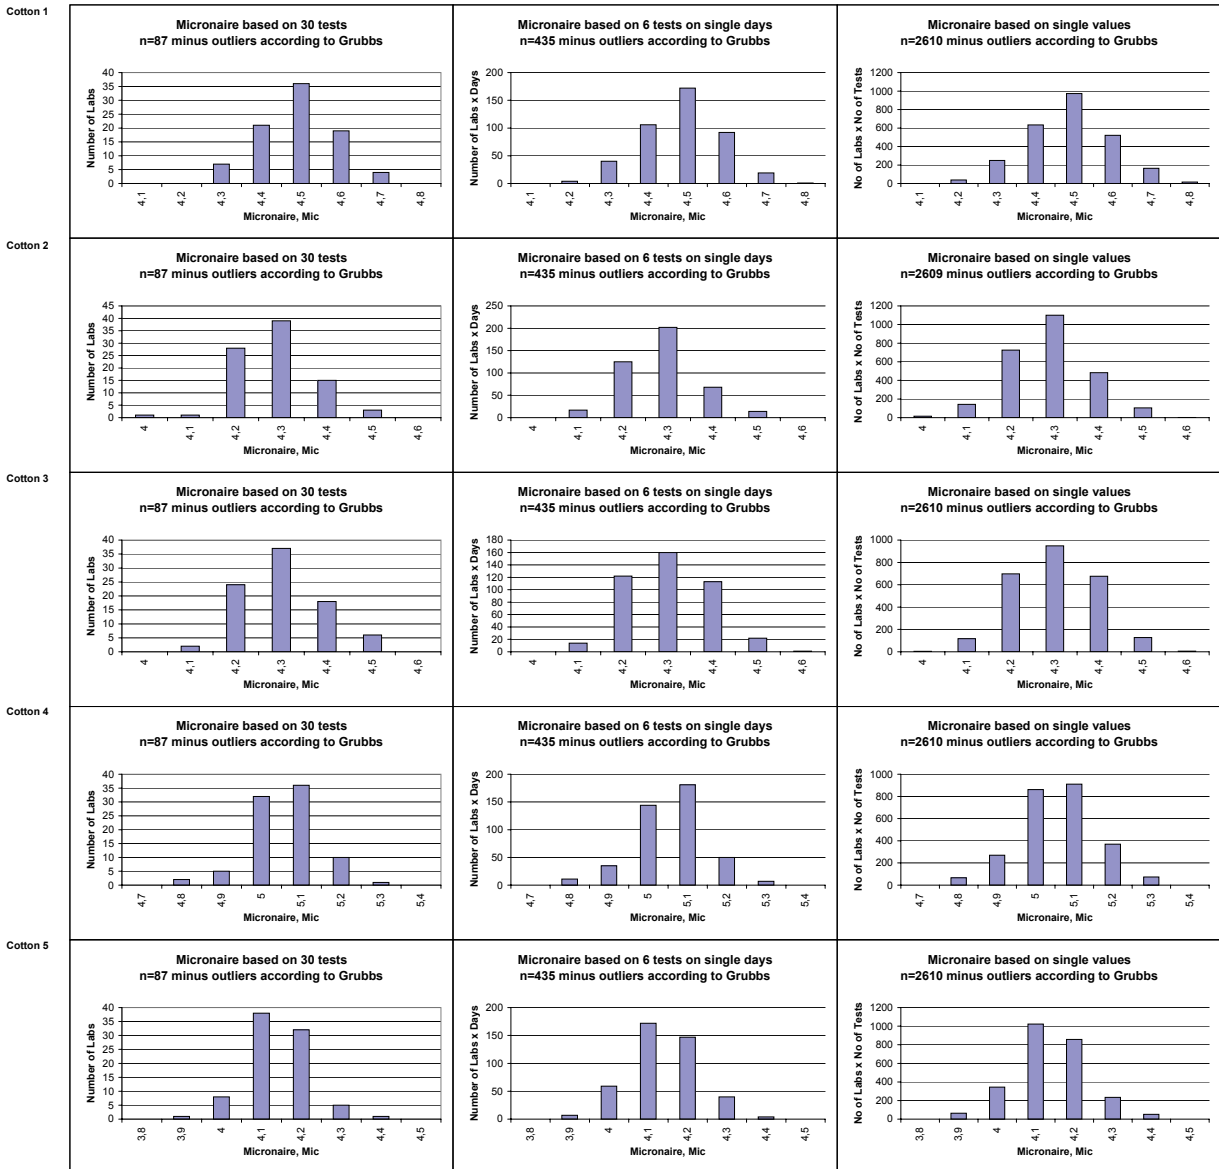 Cotton 1
Micronaire based on 30 tests
n=87 minus outliers according to Grubbs
Number of Labs
40
35
30
25
20
15
10
5
0
4,1 4,2 4,3 4,4 4,5 4,6 4,7 4,8
Micronaire, Mic
Micronaire based on 6 tests on single days
n=435 minus outliers according to Grubbs
Number of Labs x Days
200
150
100
50
0
4,1 4,2 4,3 4,4 4,5 4,6 4,7 4,8
Micronaire, Mic
Micronaire based on single values
n=2610 minus outliers according to Grubbs
No of Labs x No of Tests
1200
1000
800
600
400
200
0
4,1 4,2 4,3 4,4 4,5 4,6 4,7 4,8
Micronaire, Mic
Cotton 2
Micronaire based on 30 tests
n=87 minus outliers according to Grubbs
Number of Labs
45
40
35
30
25
20
15
10
5
0
4 4,1 4,2 4,3 4,4 4,5 4,6
Micronaire, Mic
Micronaire based on 6 tests on single days
n=435 minus outliers according to Grubbs
Number of Labs x Days
250
200
150
100
50
0
4 4,1 4,2 4,3 4,4 4,5 4,6
Micronaire, Mic
Micronaire based on single values
n=2609 minus outliers according to Grubbs
No of Labs x No of Tests
1200
1000
800
600
400
200
0
4 4,1 4,2 4,3 4,4 4,5 4,6
Micronaire, Mic
Cotton 3
Micronaire based on 30 tests
n=87 minus outliers according to Grubbs
Number of Labs
40
35
30
25
20
15
10
5
0
4 4,1 4,2 4,3 4,4 4,5 4,6
Micronaire, Mic
Micronaire based on 6 tests on single days
n=435 minus outliers according to Grubbs
Number of Labs x Days
180
160
140
120
100
80
60
40
20
0
4 4,1 4,2 4,3 4,4 4,5 4,6
Micronaire, Mic
Micronaire based on single values
n=2610 minus outliers according to Grubbs
No of Labs x No of Tests
1000
800
600
400
200
0
4 4,1 4,2 4,3 4,4 4,5 4,6
Micronaire, Mic
Cotton 4
Micronaire based on 30 tests
n=87 minus outliers according to Grubbs
Number of Labs
40
35
30
25
20
15
10
5
0
4,7 4,8 4,9 5 5,1 5,2 5,3 5,4
Micronaire, Mic
Micronaire based on 6 tests on single days
n=435 minus outliers according to Grubbs
Number of Labs x Days
200
150
100
50
0
4,7 4,8 4,9 5 5,1 5,2 5,3 5,4
Micronaire, Mic
Micronaire based on single values
n=2610 minus outliers according to Grubbs
No of Labs x No of Tests
1000
800
600
400
200
0
4,7 4,8 4,9 5 5,1 5,2 5,3 5,4
Micronaire, Mic
Cotton 5
Micronaire based on 30 tests
n=87 minus outliers according to Grubbs
Number of Labs
40
35
30
25
20
15
10
5
0
3,8 3,9 4 4,1 4,2 4,3 4,4 4,5
Micronaire, Mic
Micronaire based on 6 tests on single days
n=435 minus outliers according to Grubbs
Number of Labs x Days
200
150
100
50
0
3,8 3,9 4 4,1 4,2 4,3 4,4 4,5
Micronaire, Mic
Micronaire based on single values
n=2610 minus outliers according to Grubbs
No of Labs x No of Tests
1200
1000
800
600
400
200
0
3,8 3,9 4 4,1 4,2 4,3 4,4 4,5
Micronaire, Mic